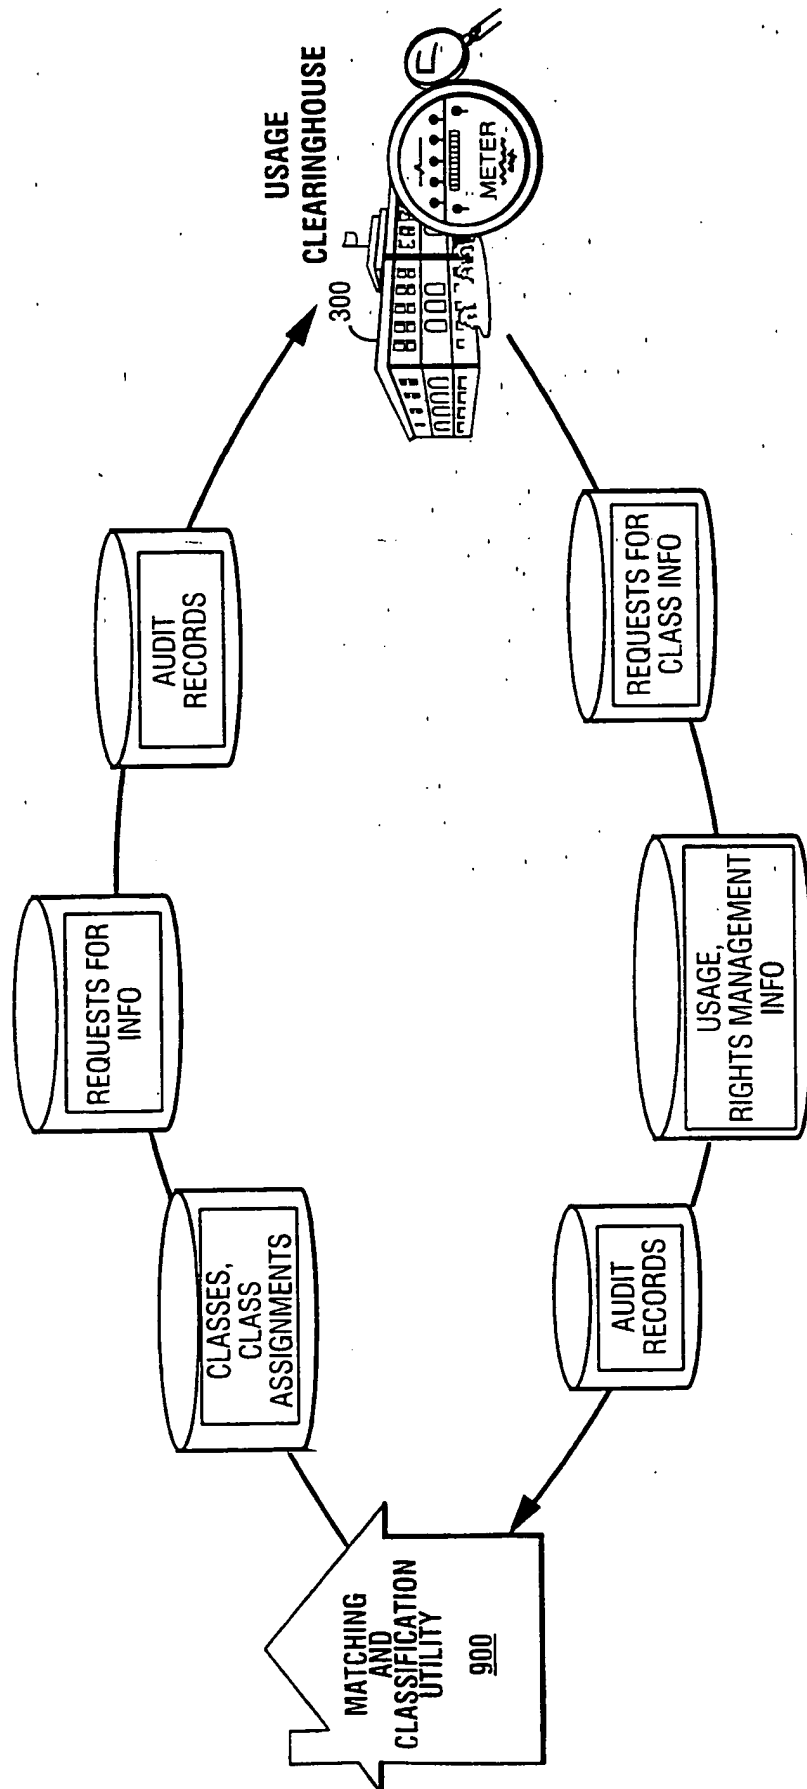 USAGE
CLEARINGHOUSE
300
METER
AUDIT
RECORDS
REQUESTS FOR
INFO
CLASSES,
CLASS
ASSIGNMENTS
MATCHING
AND
CLASSIFICATION
UTILITY
900
REQUESTS FOR
CLASS INFO
USAGE,
RIGHTS MANAGEMENT
INFO
AUDIT
RECORDS